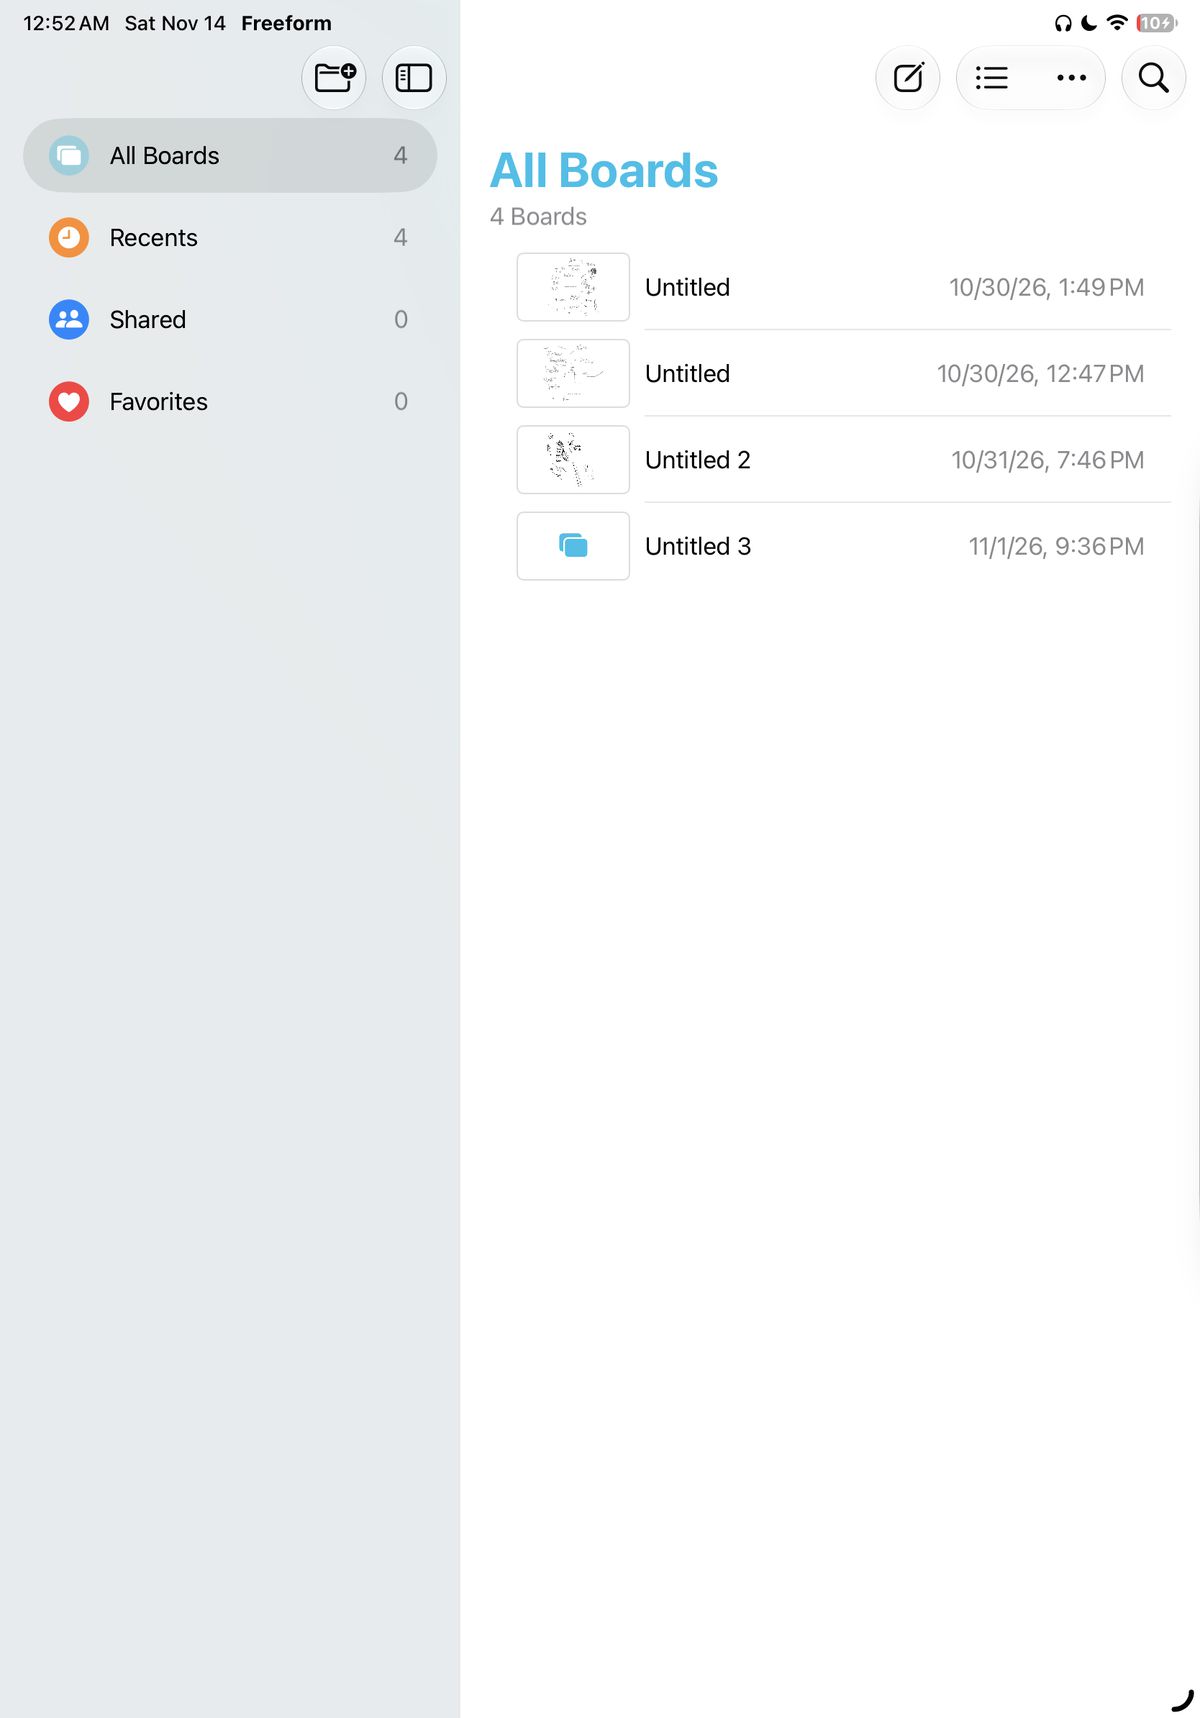 12:52 AM Sat Nov 14 Freeform
10
All Boards 4
Recents 4
Shared 0
Favorites 0
All Boards
4 Boards
Untitled 10/30/26, 1:49 PM
Untitled 10/30/26, 12:47 PM
Untitled 2 10/31/26, 7:46 PM
Untitled 3 11/1/26, 9:36 PM